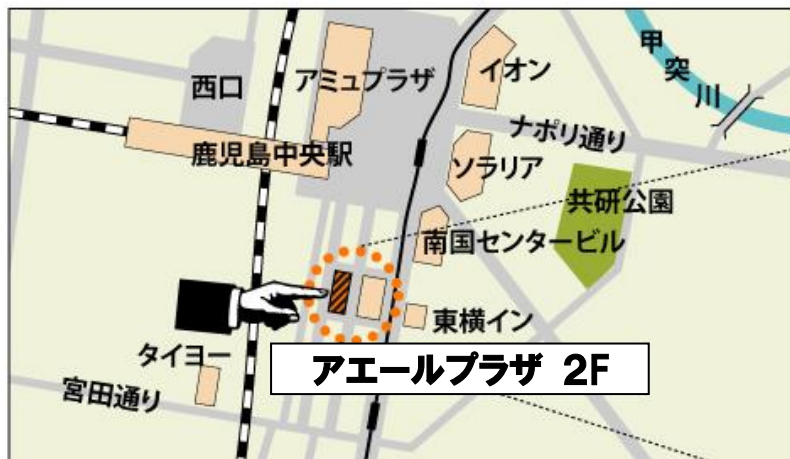 甲突川
イオン
アミュプラザ
西口
ナポリ通り
鹿児島中央駅
ソラリア
共研公園
南国センタービル
東横イン
タイヨー
アエールプラザ 2F
宮田通り